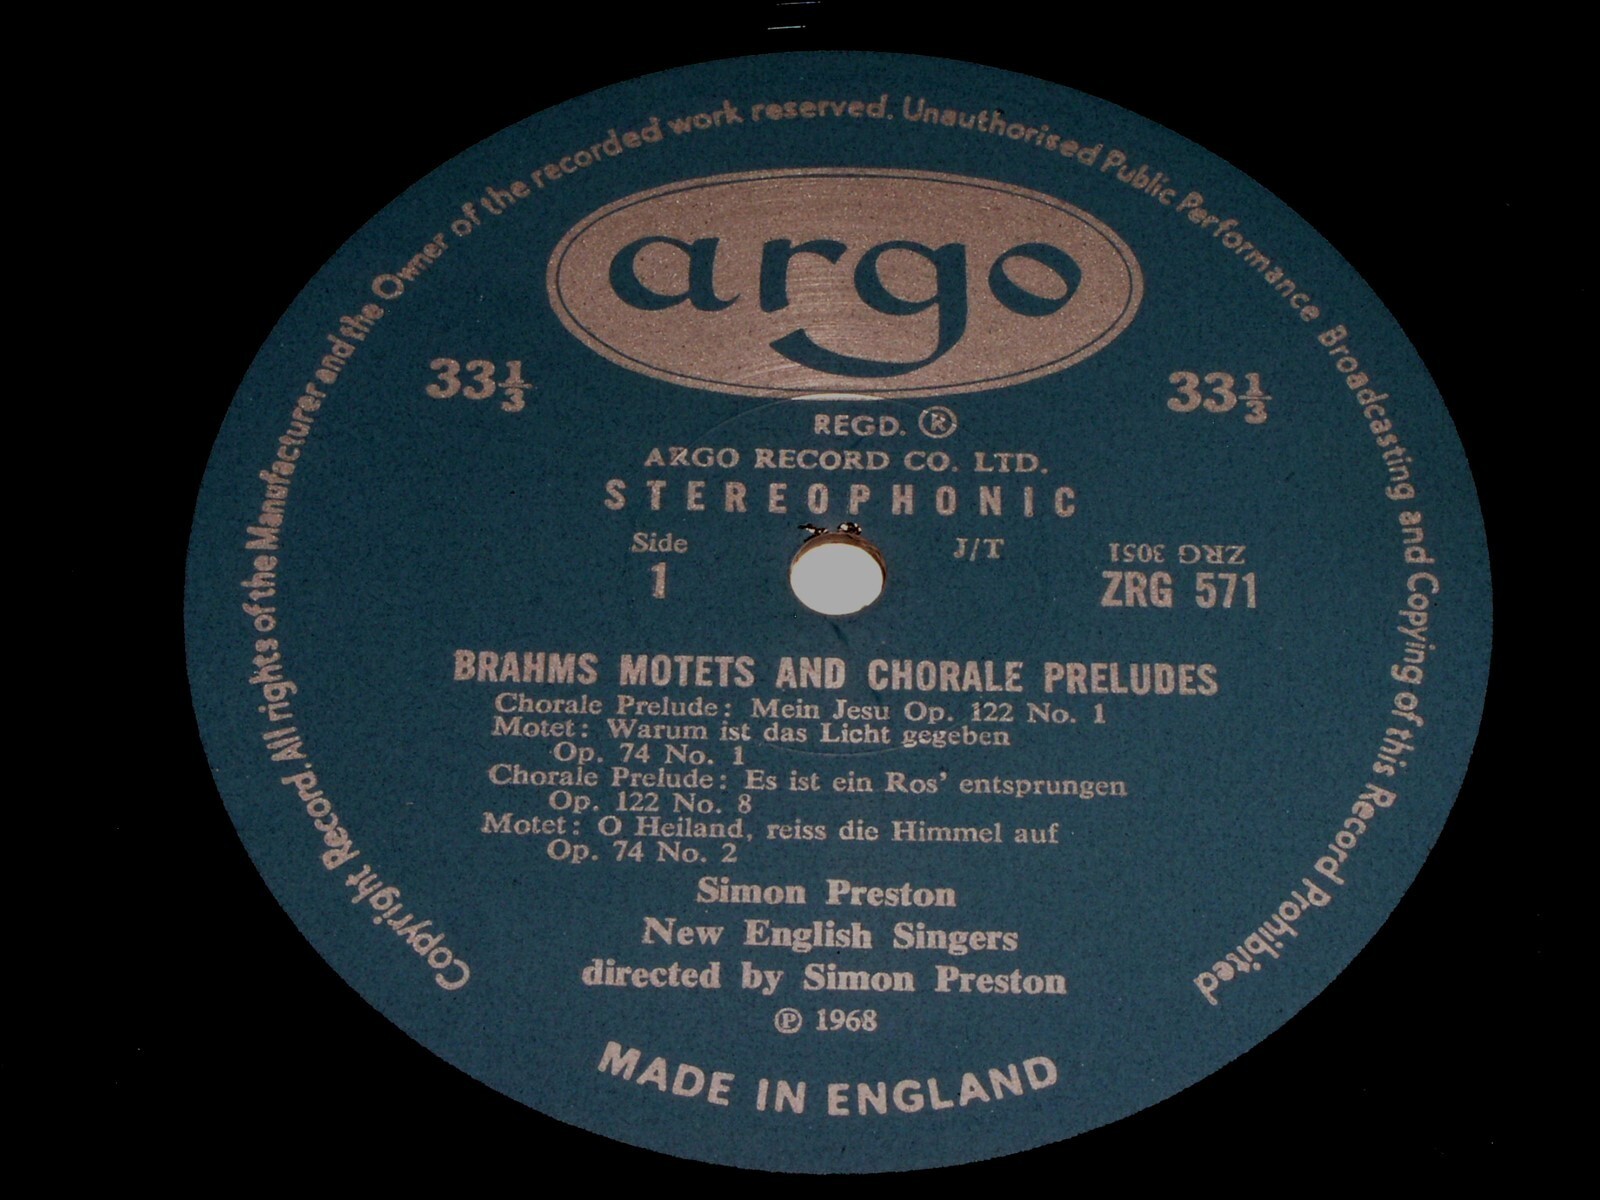 Copyright Record. All rights of the Manufacturer and the Owner of the recorded work reserved. Unauthorised Public Performance Broadcasting and Copying of this Record Prohibited
argo
33⅓ 33⅓
REGD. ®
ARGO RECORD CO. LTD.
STEREOPHONIC
Side J/T ZRG 3051
1 ZRG 571
BRAHMS MOTETS AND CHORALE PRELUDES
Chorale Prelude: Mein Jesu Op. 122 No. 1
Motet: Warum ist das Licht gegeben
Op. 74 No. 1
Chorale Prelude: Es ist ein Ros' entsprungen
Op. 122 No. 8
Motet: O Heiland, reiss die Himmel auf
Op. 74 No. 2
Simon Preston
New English Singers
directed by Simon Preston
℗ 1968
MADE IN ENGLAND